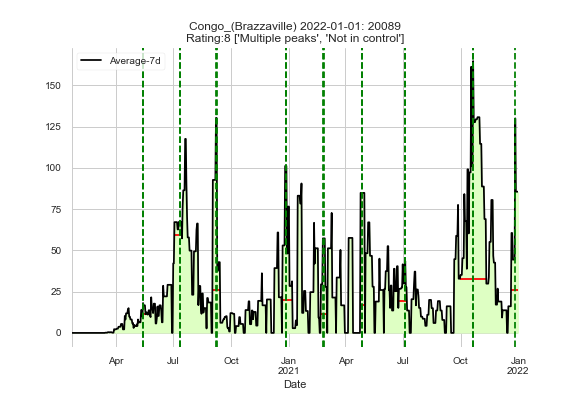 Congo_(Brazzaville) 2022-01-01: 20089
Rating:8 ['Multiple peaks', 'Not in control']
Average-7d
150
125
100
75
50
25
0
Apr Jul Oct Jan Apr Jul Oct Jan
2021 2022
Date